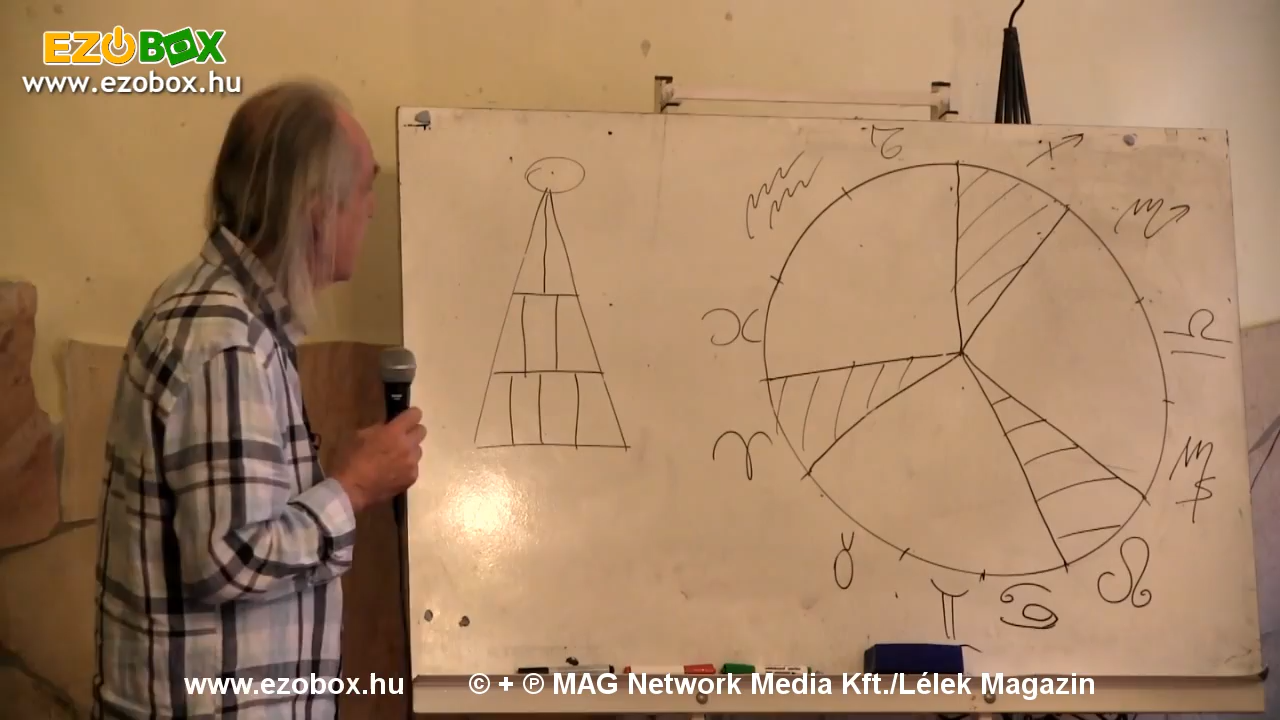 EZOBOX
www.ezobox.hu
♑ ♐
♒ ♏
♓ ♎
♈ ♍
♉ ♌
♊ ♋
www.ezobox.hu © + ℗ MAG Network Media Kft./Lélek Magazin